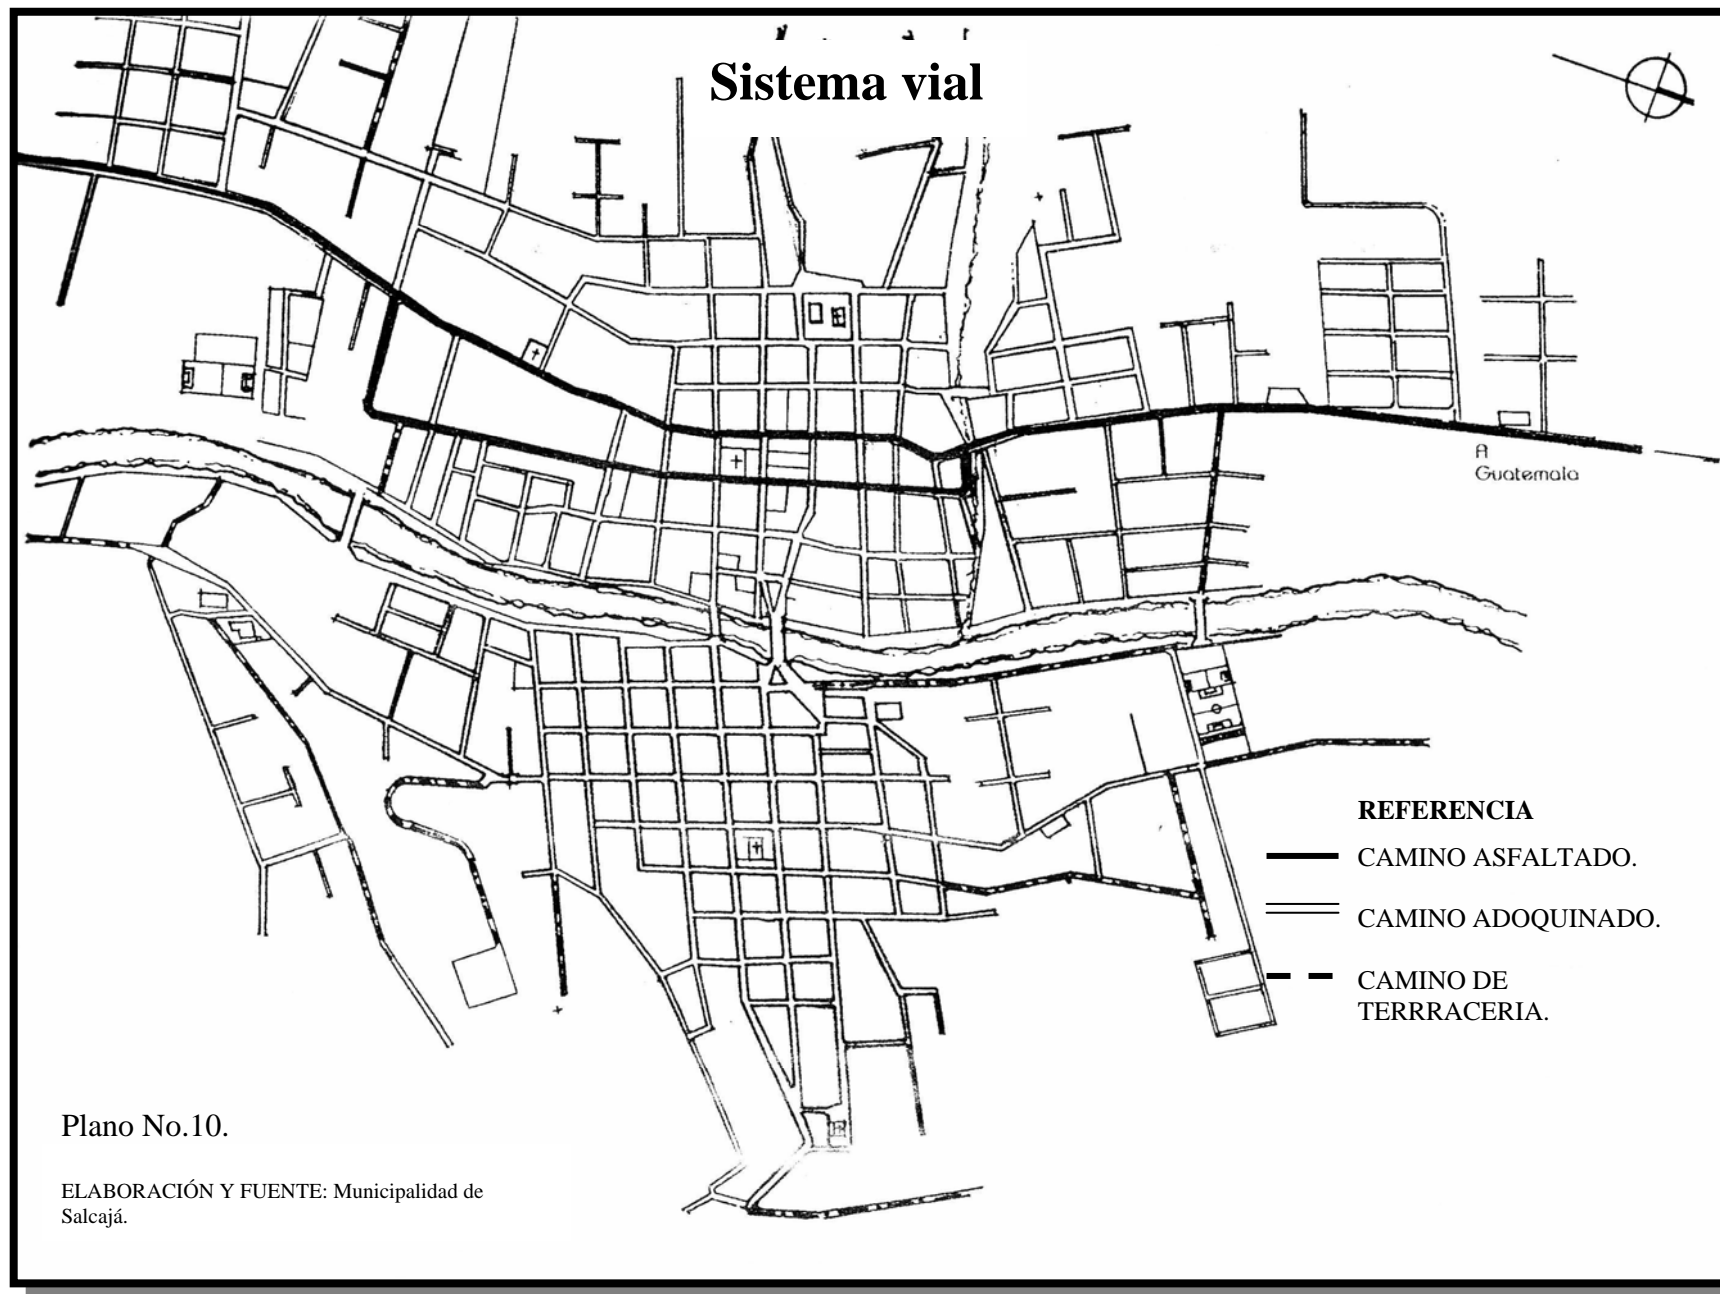 Sistema vial
A
Guatemala
REFERENCIA
CAMINO ASFALTADO.
CAMINO ADOQUINADO.
CAMINO DE
TERRRACERIA.
Plano No.10.
ELABORACIÓN Y FUENTE: Municipalidad de
Salcajá.